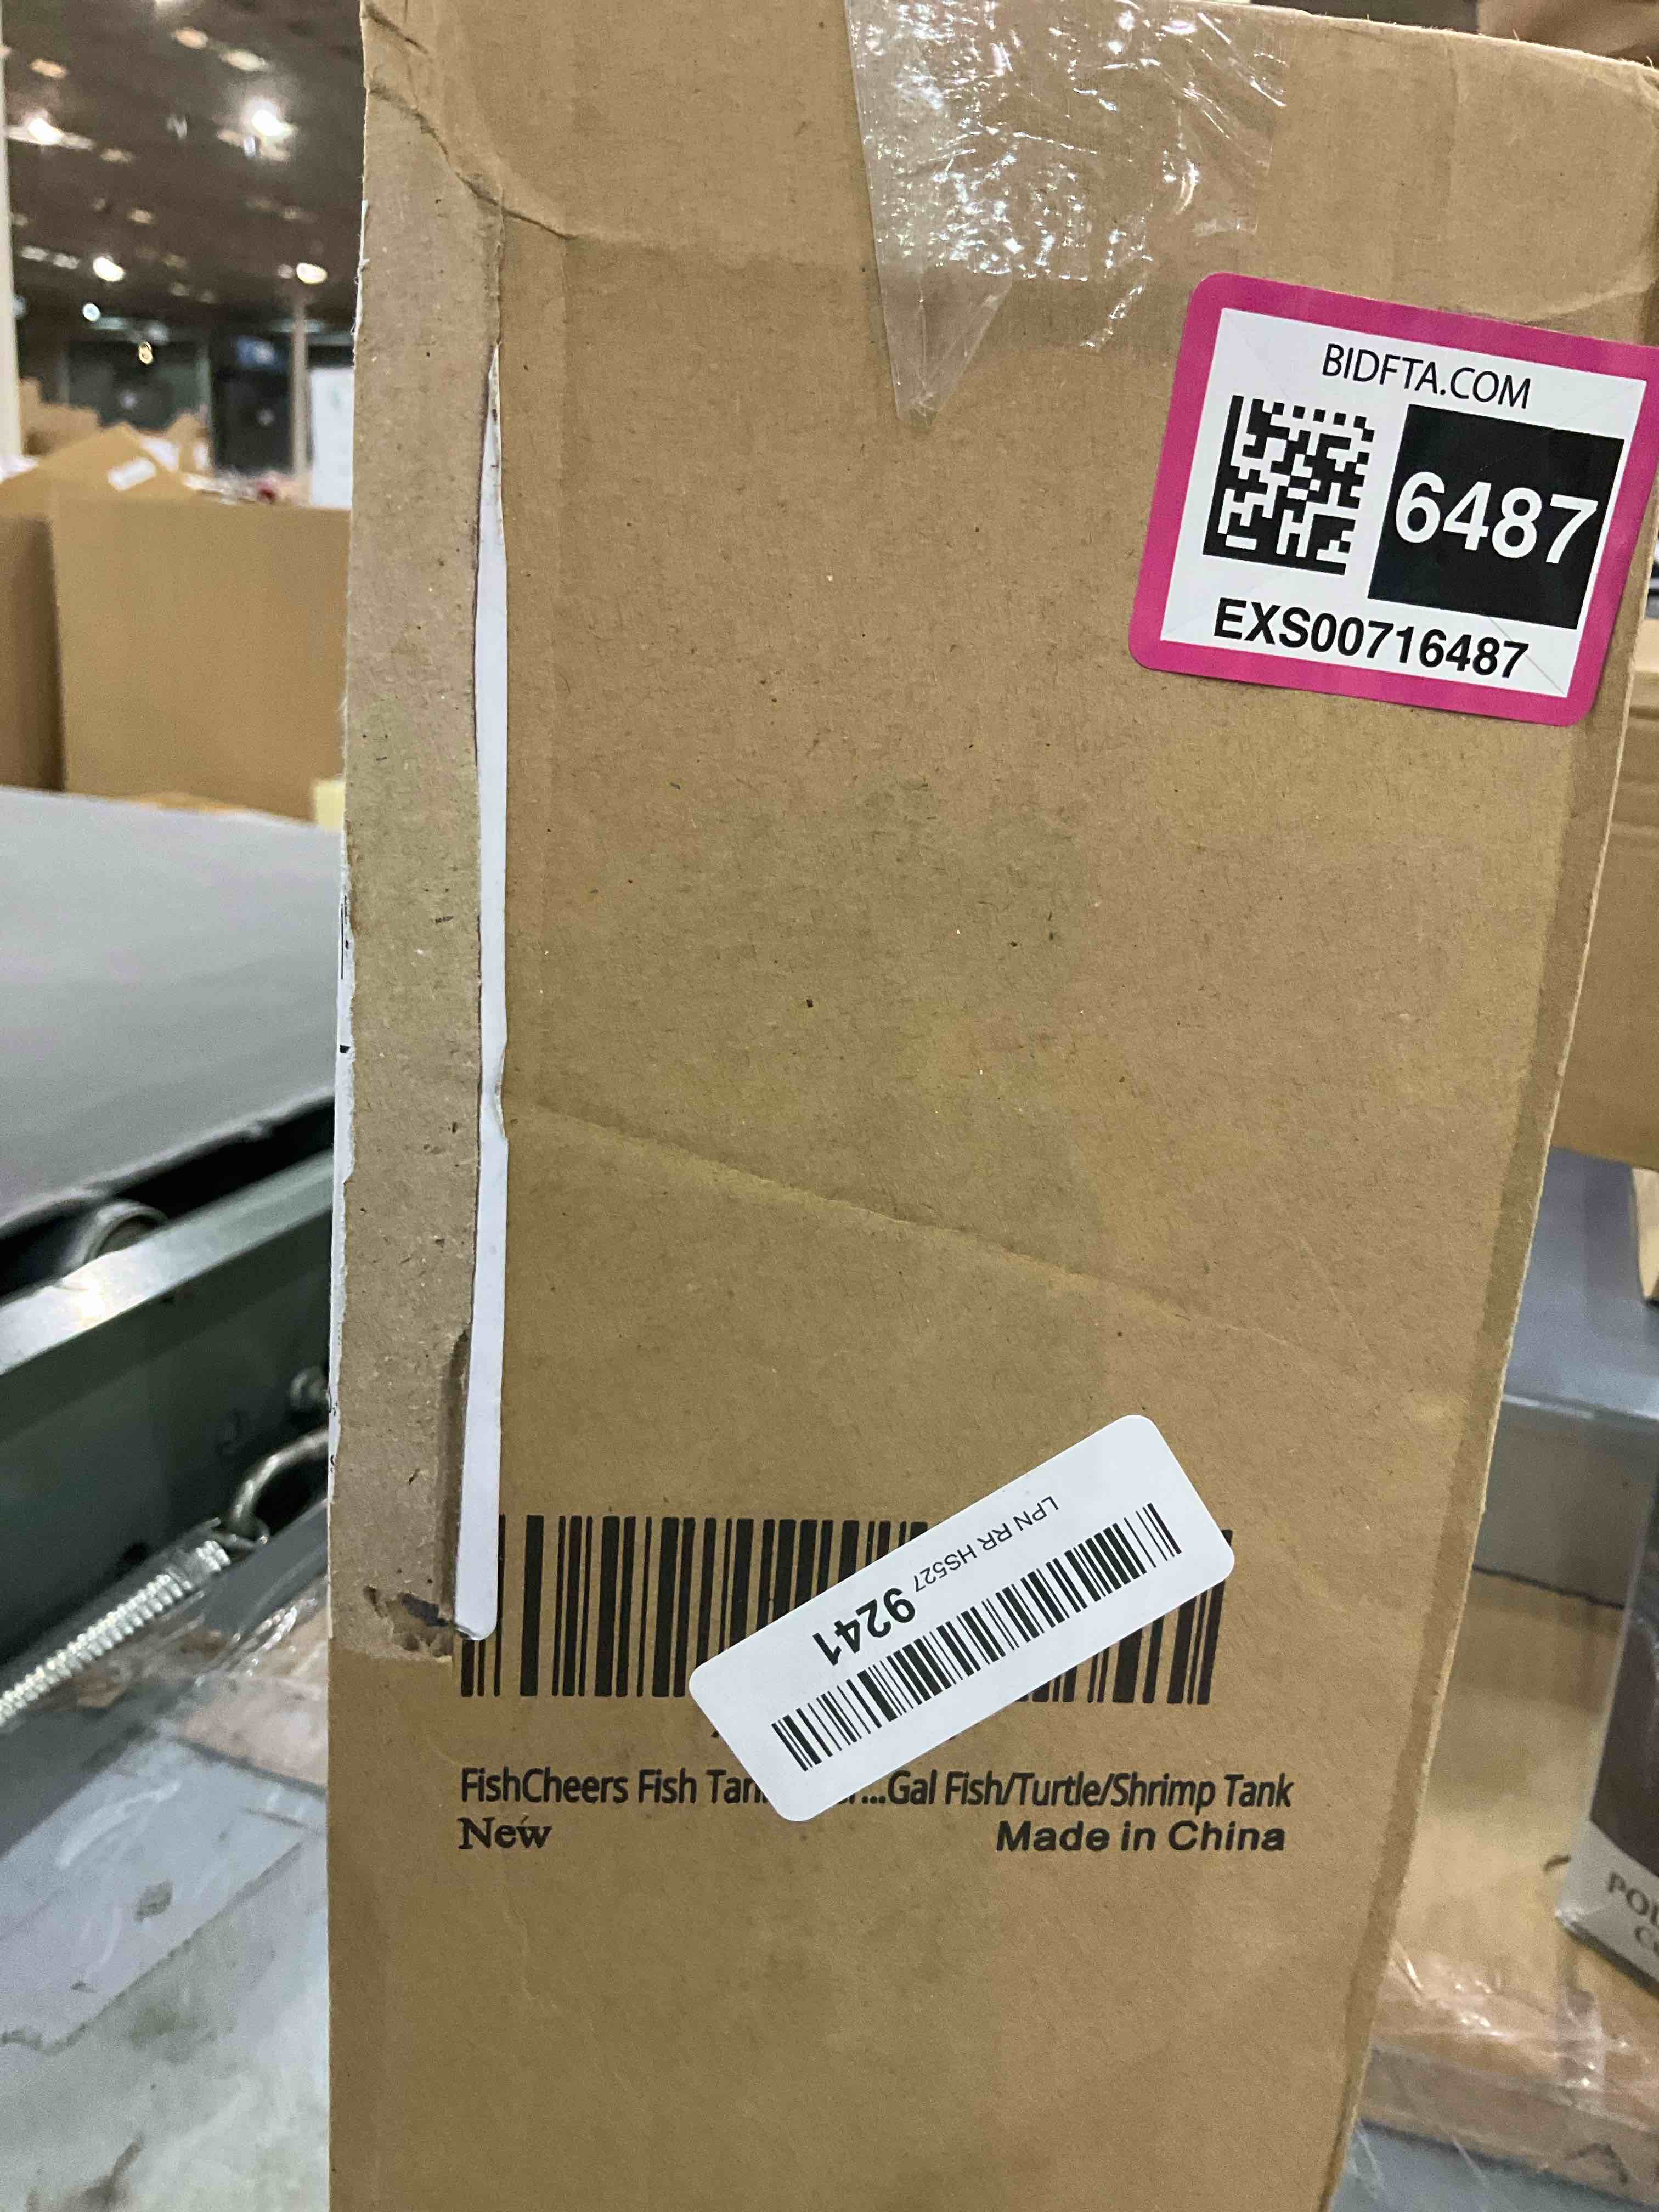 BIDFTA.COM
6487
EXS00716487
LPN RR HS527 9241
FishCheers Fish ...Gal Fish/Turtle/Shrimp Tank
New
Made in China